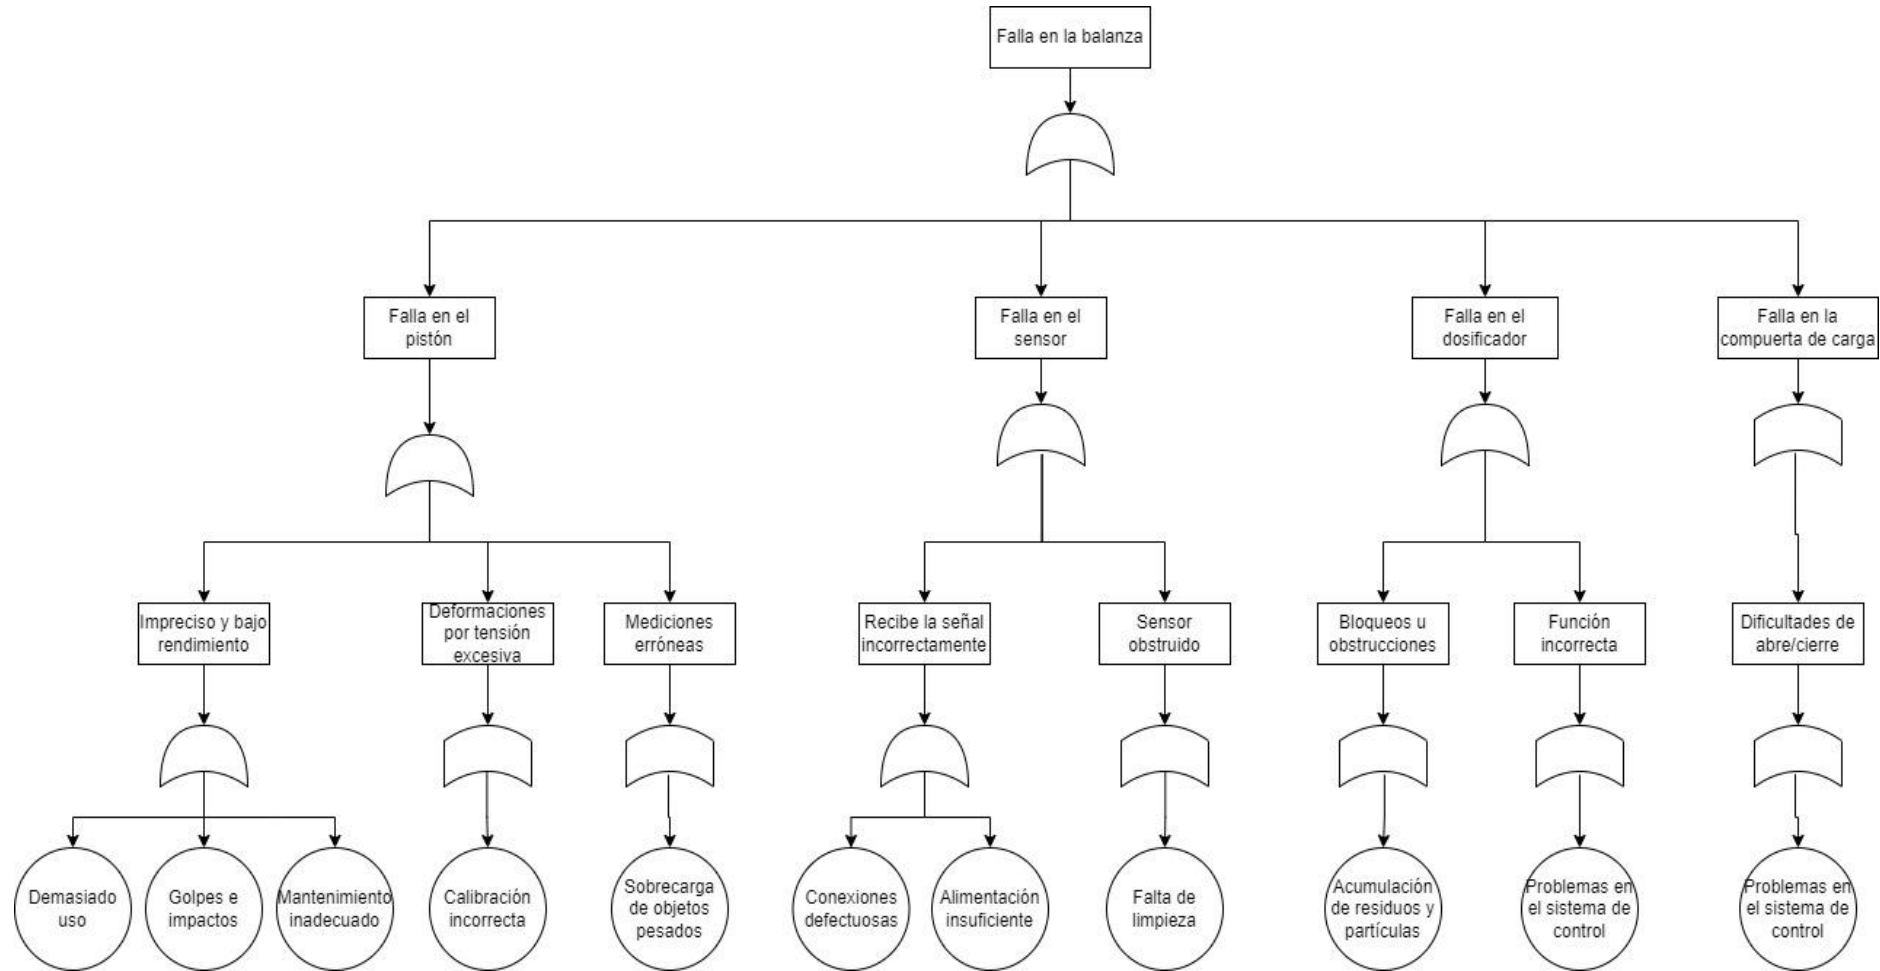 Falla en la balanza
Falla en el
pistón
Falla en el
sensor
Falla en el
dosificador
Falla en la
compuerta de carga
Impreciso y bajo
rendimiento
Deformaciones
por tensión
excesiva
Mediciones
erróneas
Recibe la señal
incorrectamente
Sensor
obstruido
Bloqueos u
obstrucciones
Función
incorrecta
Dificultades de
abre/cierre
Demasiado
uso
Golpes e
impactos
Mantenimiento
inadecuado
Calibración
incorrecta
Sobrecarga
de objetos
pesados
Conexiones
defectuosas
Alimentación
insuficiente
Falta de
limpieza
Acumulación
de residuos y
partículas
Problemas en
el sistema de
control
Problemas en
el sistema de
control